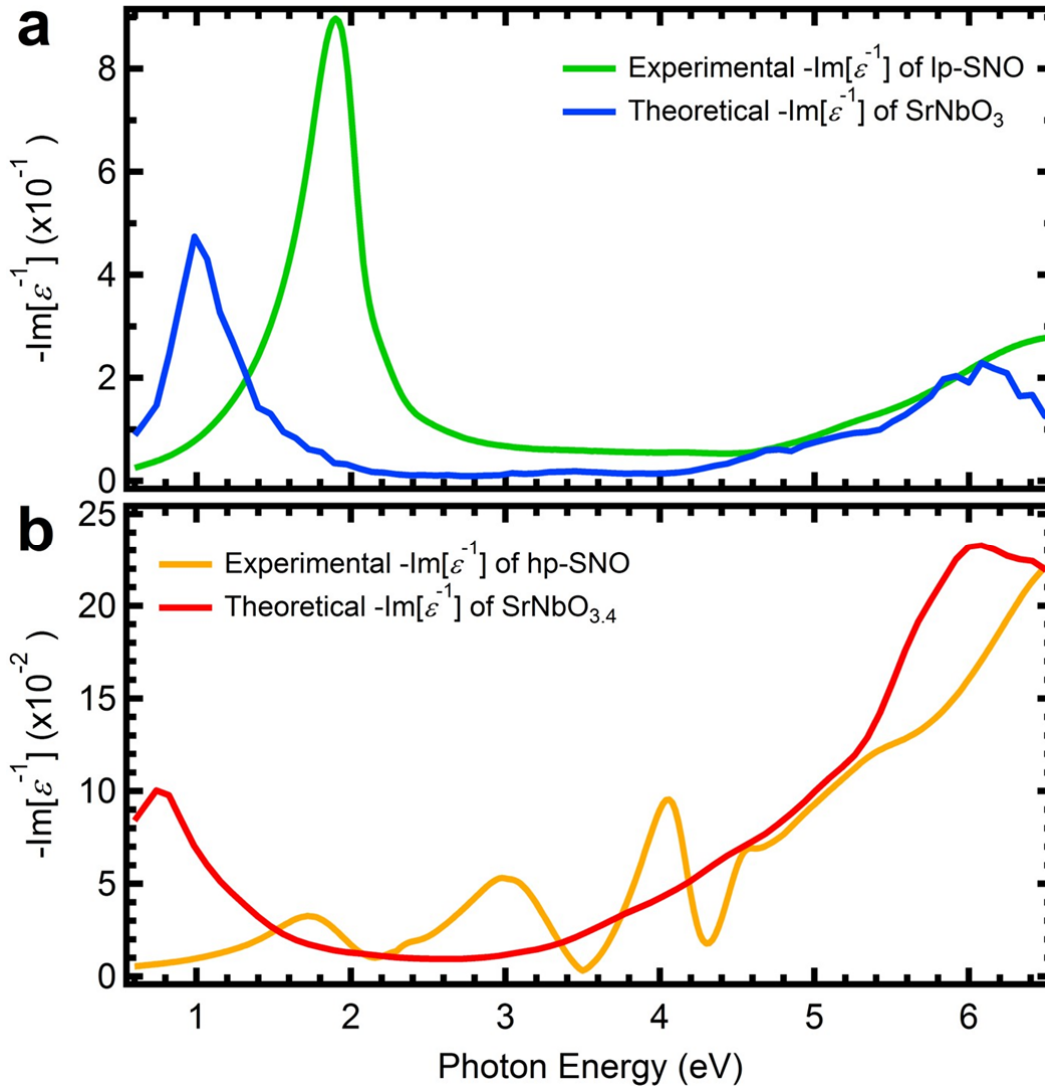 a
Experimental -Im[ε⁻¹] of lp-SNO
Theoretical -Im[ε⁻¹] of SrNbO₃
-Im[ε⁻¹] (x10⁻¹)
8
6
4
2
0
b
Experimental -Im[ε⁻¹] of hp-SNO
Theoretical -Im[ε⁻¹] of SrNbO₃.₄
-Im[ε⁻¹] (x10⁻²)
25
20
15
10
5
0
1 2 3 4 5 6
Photon Energy (eV)